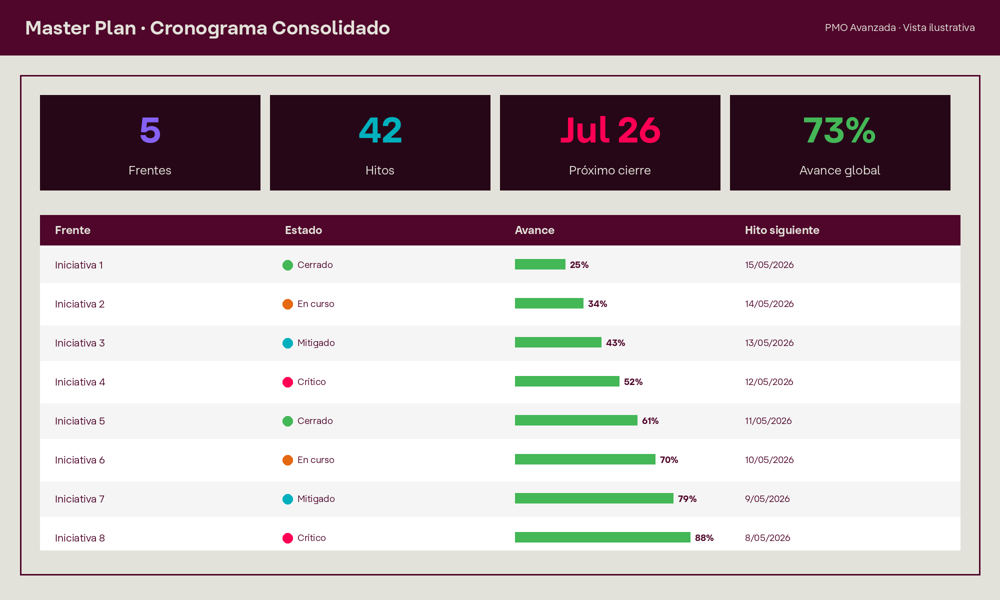 Master Plan · Cronograma Consolidado
PMO Avanzada · Vista ilustrativa
5
Frentes
42
Hitos
Jul 26
Próximo cierre
73%
Avance global
Frente Estado Avance Hito siguiente
Iniciativa 1 Cerrado 25% 15/05/2026
Iniciativa 2 En curso 34% 14/05/2026
Iniciativa 3 Mitigado 43% 13/05/2026
Iniciativa 4 Crítico 52% 12/05/2026
Iniciativa 5 Cerrado 61% 11/05/2026
Iniciativa 6 En curso 70% 10/05/2026
Iniciativa 7 Mitigado 79% 9/05/2026
Iniciativa 8 Crítico 88% 8/05/2026